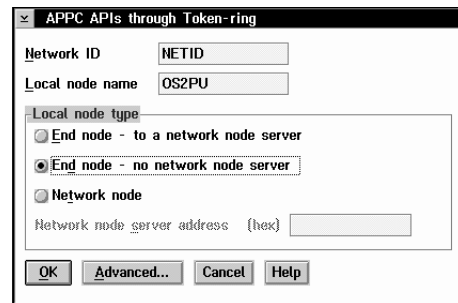 APPC APIs through Token-ring
Network ID NETID
Local node name OS2PU
Local node type
End node - to a network node server
End node - no network node server
Network node
Network node server address (hex)
OK Advanced... Cancel Help